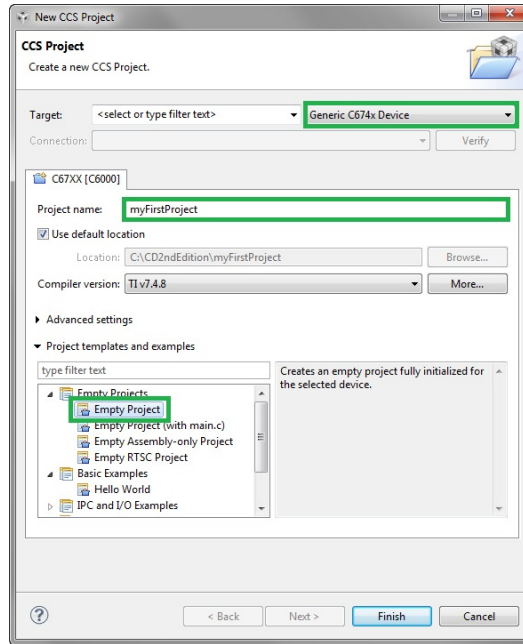 New CCS Project
CCS Project
Create a new CCS Project.
Target: <select or type filter text> Generic C674x Device
Connection: Verify
C67XX [C6000]
Project name: myFirstProject
Use default location
Location: C:\CD2ndEdition\myFirstProject Browse...
Compiler version: TI v7.4.8 More...
Advanced settings
Project templates and examples
type filter text
Creates an empty project fully initialized for
the selected device.
Empty Projects
Empty Project
Empty Project (with main.c)
Empty Assembly-only Project
Empty RTSC Project
Basic Examples
Hello World
IPC and I/O Examples
? < Back Next > Finish Cancel